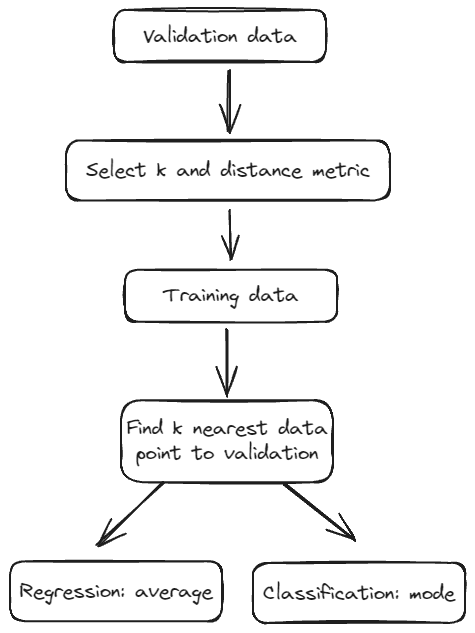 Validation data
Select k and distance metric
Training data
Find k nearest data
point to validation
Regression: average
Classification: mode